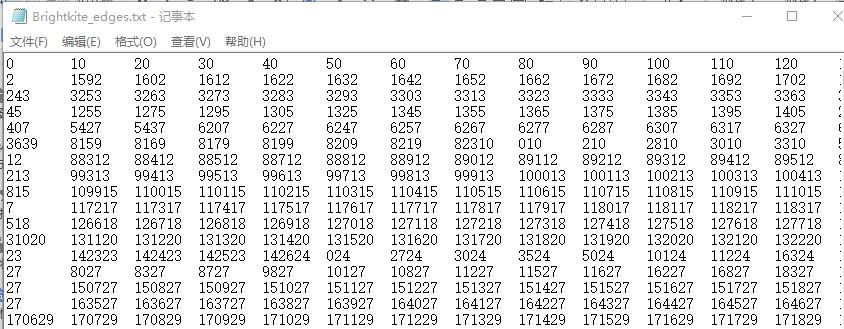 Brightkite_edges.txt - 记事本
文件(F) 编辑(E) 格式(O) 查看(V) 帮助(H)
0 10 20 30 40 50 60 70 80 90 100 110 120
2 1592 1602 1612 1622 1632 1642 1652 1662 1672 1682 1692 1702
243 3253 3263 3273 3283 3293 3303 3313 3323 3333 3343 3353 3363
45 1255 1275 1295 1305 1325 1345 1355 1365 1375 1385 1395 1405
407 5427 5437 6207 6227 6247 6257 6267 6277 6287 6307 6317 6327
3639 8159 8169 8179 8199 8209 8219 82310 010 210 2810 3010 3310
12 88312 88412 88512 88712 88812 88912 89012 89112 89212 89312 89412 89512
213 99313 99413 99513 99613 99713 99813 99913 100013 100113 100213 100313 100413
815 109915 110015 110115 110215 110315 110415 110515 110615 110715 110815 110915 111015
117217 117317 117417 117517 117617 117717 117817 117917 118017 118117 118217 118317
518 126618 126718 126818 126918 127018 127118 127218 127318 127418 127518 127618 127718
31020 131120 131220 131320 131420 131520 131620 131720 131820 131920 132020 132120 132220
23 142323 142423 142523 142624 024 2724 3024 3524 5024 10124 11224 16324
27 8027 8327 8727 9827 10127 10827 11227 11527 11627 16227 16827 18327
27 150727 150827 150927 151027 151127 151227 151327 151427 151527 151627 151727 151827
27 163527 163627 163727 163827 163927 164027 164127 164227 164327 164427 164527 164627
170629 170729 170829 170929 171029 171129 171229 171329 171429 171529 171629 171729 171829